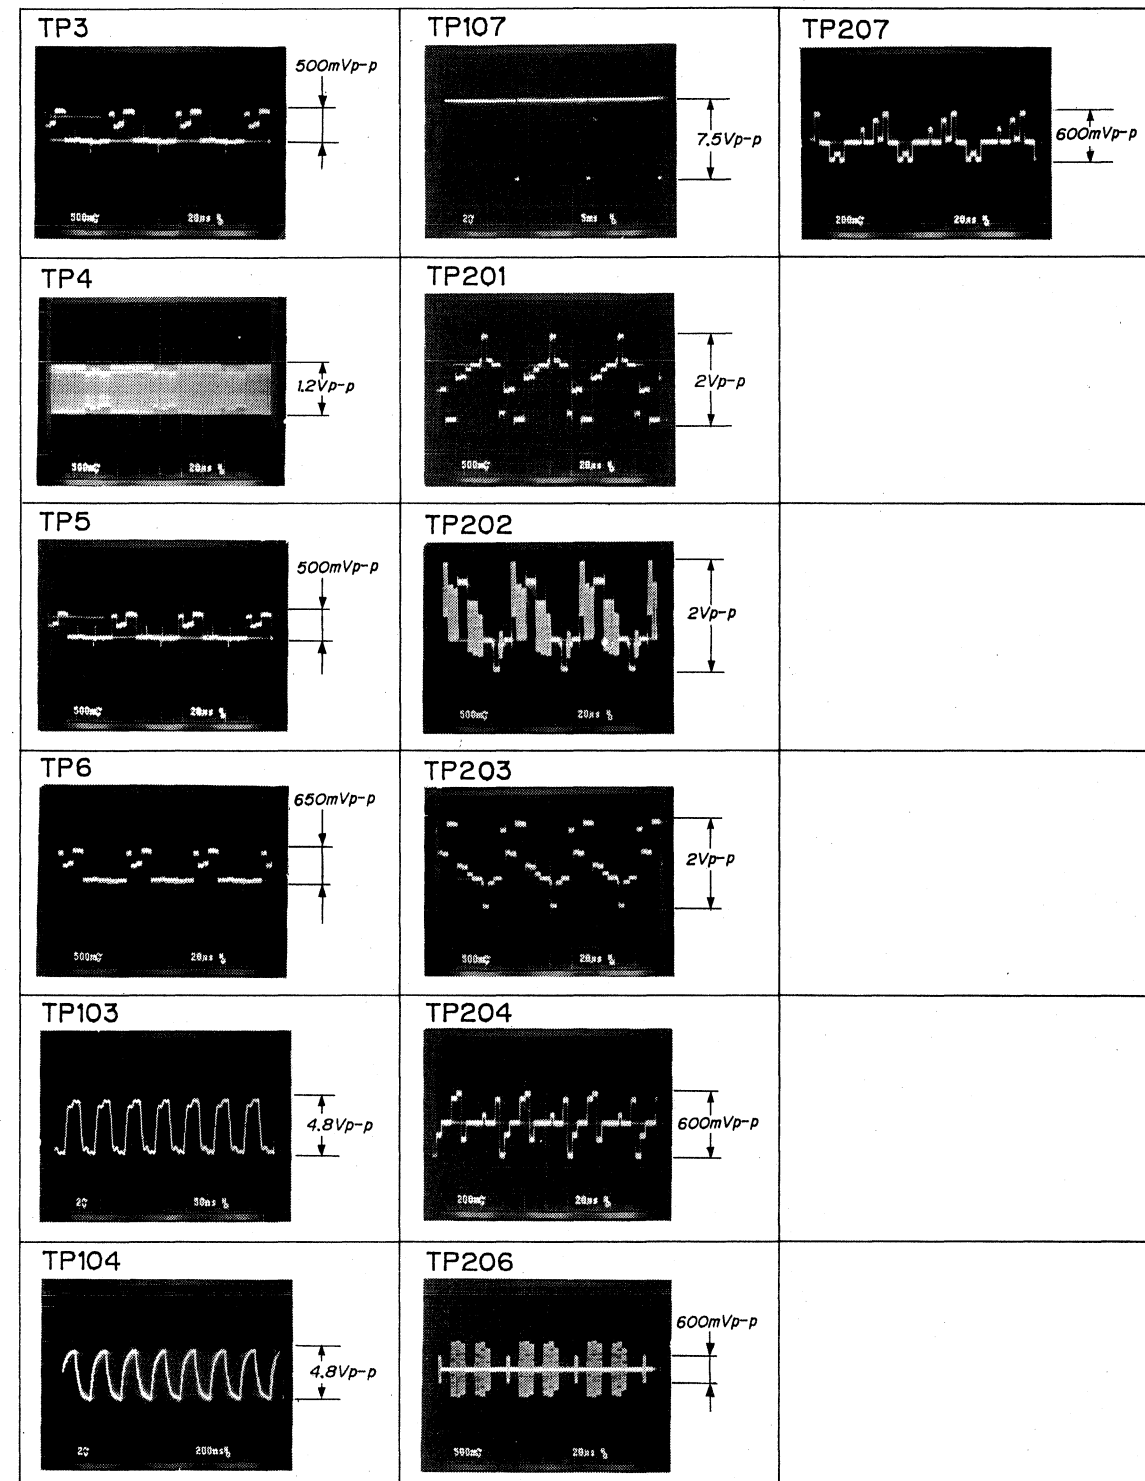 TP3
500mVp-p
500mV
20µs
TP107
7.5Vp-p
2V
5ms
TP207
600mVp-p
200mV
20µs
TP4
1.2Vp-p
500mV
20µs
TP201
2Vp-p
500mV
20µs
TP5
500mVp-p
500mV
20µs
TP202
2Vp-p
500mV
20µs
TP6
650mVp-p
500mV
20µs
TP203
2Vp-p
500mV
20µs
TP103
4.8Vp-p
2V
50ns
TP204
600mVp-p
200mV
20µs
TP104
4.8Vp-p
2V
200ns
TP206
600mVp-p
500mV
20µs